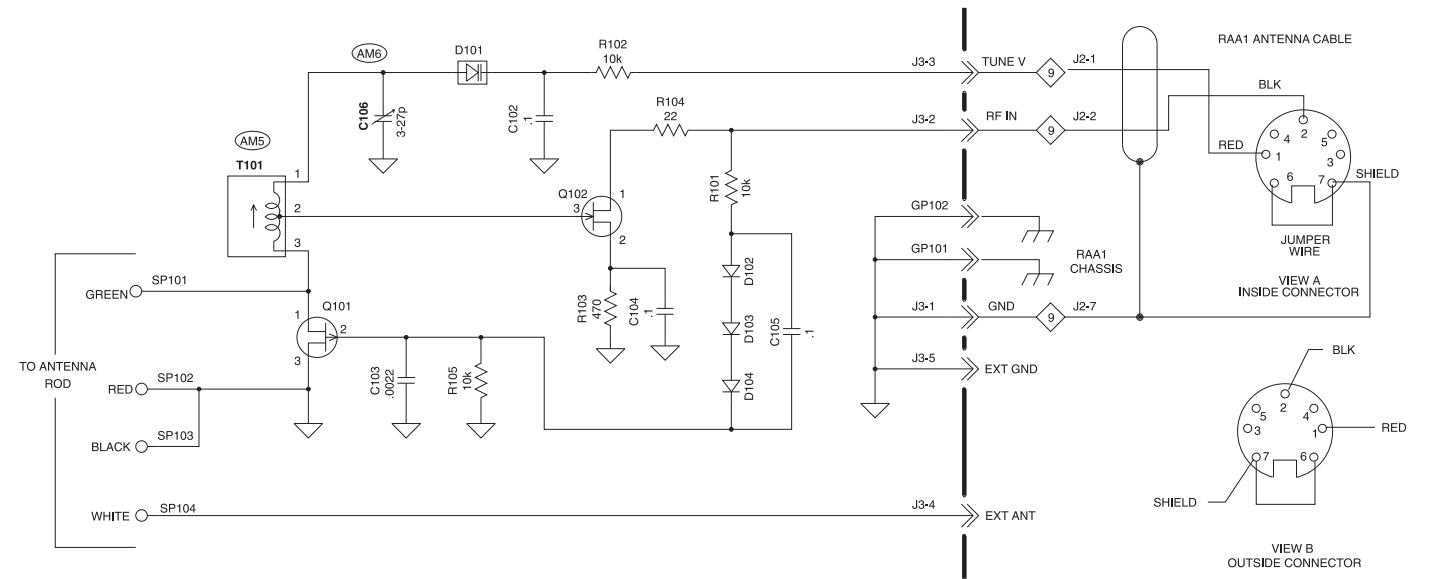 AM6
D101
R102
10k
J3-3
TUNE V
9
J2-1
RAA1 ANTENNA CABLE
C106
3-27p
C102
.1
R104
22
J3-2
RF IN
9
J2-2
BLK
RED
4
2
5
1
3
6
7
SHIELD
JUMPER
WIRE
VIEW A
INSIDE CONNECTOR
AM5
T101
1
2
3
Q102
3
1
2
R101
10k
GP102
GP101
RAA1
CHASSIS
D102
D103
D104
C105
.1
R103
470
C104
.1
J3-1
GND
9
J2-7
J3-5
EXT GND
GREEN
SP101
Q101
1
2
3
TO ANTENNA
ROD
RED
SP102
BLACK
SP103
C103
.0022
R105
10k
WHITE
SP104
J3-4
EXT ANT
BLK
2
5
4
3
1
RED
7
6
SHIELD
VIEW B
OUTSIDE CONNECTOR